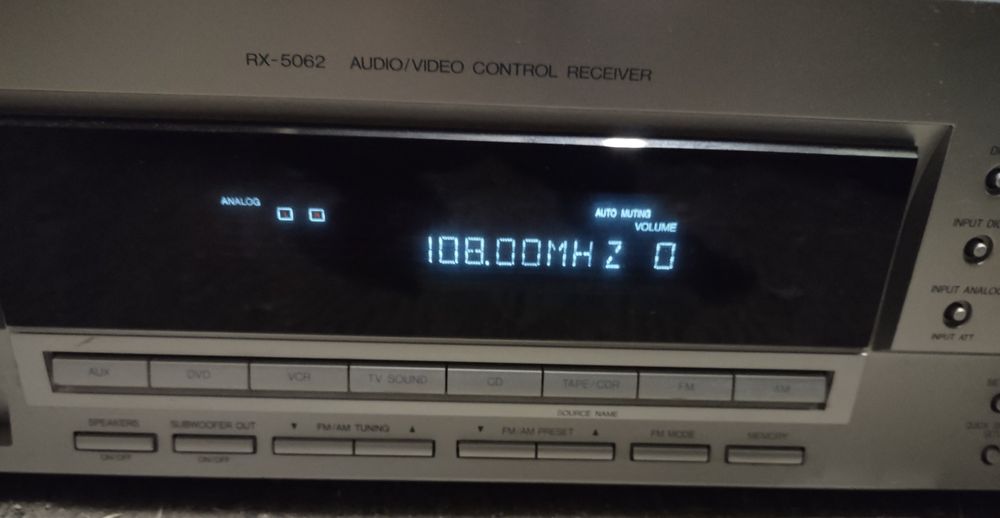 RX-5062 AUDIO/VIDEO CONTROL RECEIVER
ANALOG
AUTO MUTING
VOLUME
108.00MHZ 0
INPUT ANALOG
INPUT ATT
AUX DVD VCR TV SOUND CD TAPE/CDR FM AM
SOURCE NAME
SPEAKERS SUBWOOFER OUT ▼ FM/AM TUNING ▲ ▼ FM/AM PRESET ▲ FM MODE MEMORY
ON/OFF ON/OFF